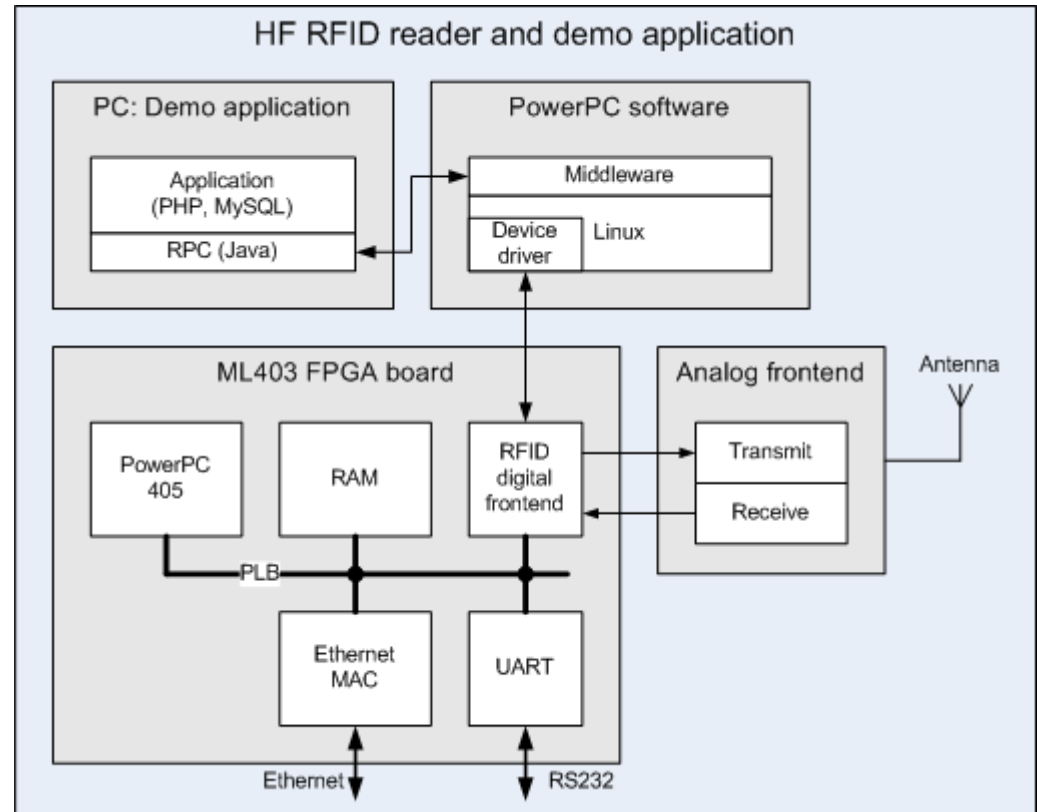 HF RFID reader and demo application
PC: Demo application
Application
(PHP, MySQL)
RPC (Java)
PowerPC software
Middleware
Device
driver
Linux
ML403 FPGA board
PowerPC
405
RAM
RFID
digital
frontend
PLB
Ethernet
MAC
UART
Ethernet
RS232
Analog frontend
Transmit
Receive
Antenna